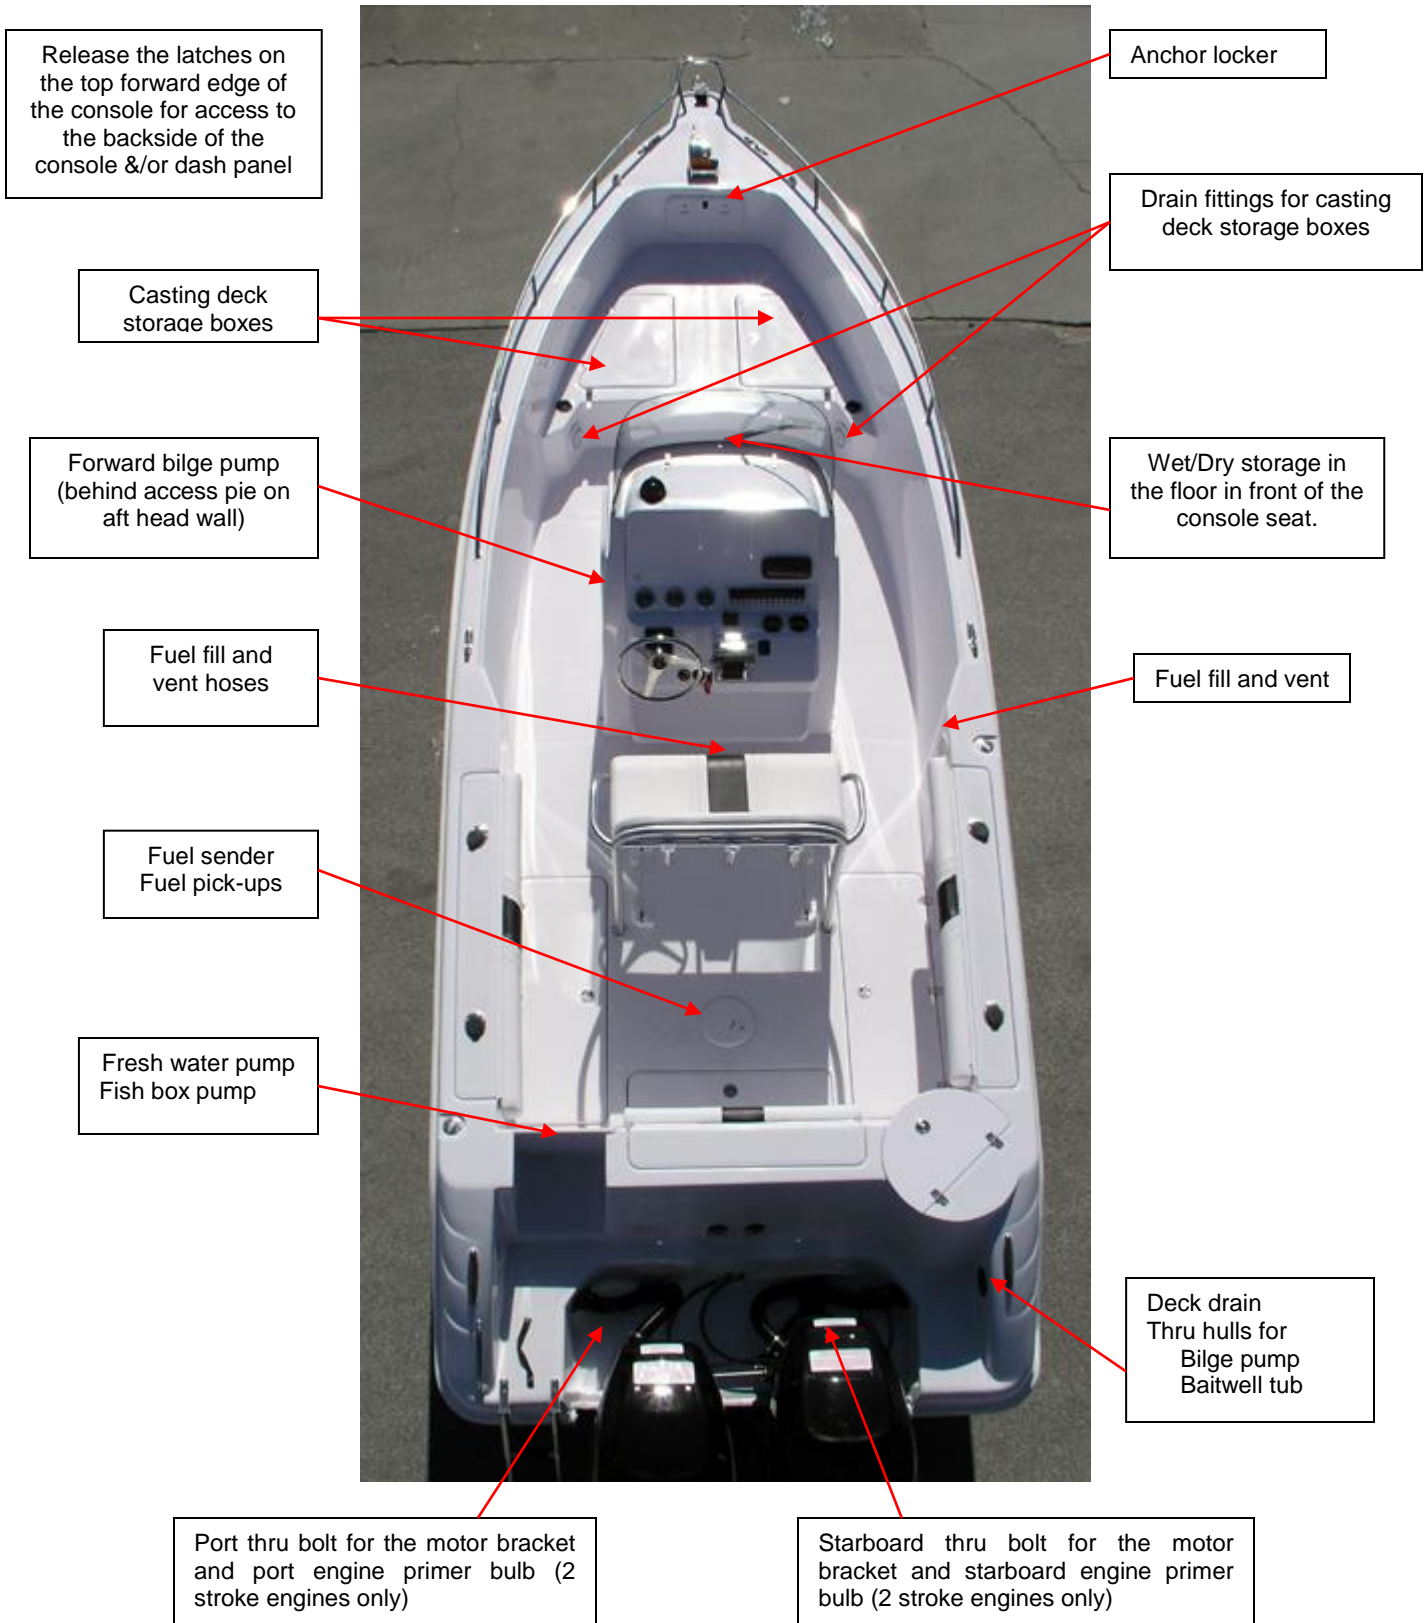 Release the latches on
the top forward edge of
the console for access to
the backside of the
console &/or dash panel
Anchor locker
Drain fittings for casting
deck storage boxes
Casting deck
storage boxes
Forward bilge pump
(behind access pie on
aft head wall)
Wet/Dry storage in
the floor in front of the
console seat.
Fuel fill and
vent hoses
Fuel fill and vent
Fuel sender
Fuel pick-ups
Fresh water pump
Fish box pump
Deck drain
Thru hulls for
Bilge pump
Baitwell tub
Port thru bolt for the motor bracket
and port engine primer bulb (2
stroke engines only)
Starboard thru bolt for the motor
bracket and starboard engine primer
bulb (2 stroke engines only)